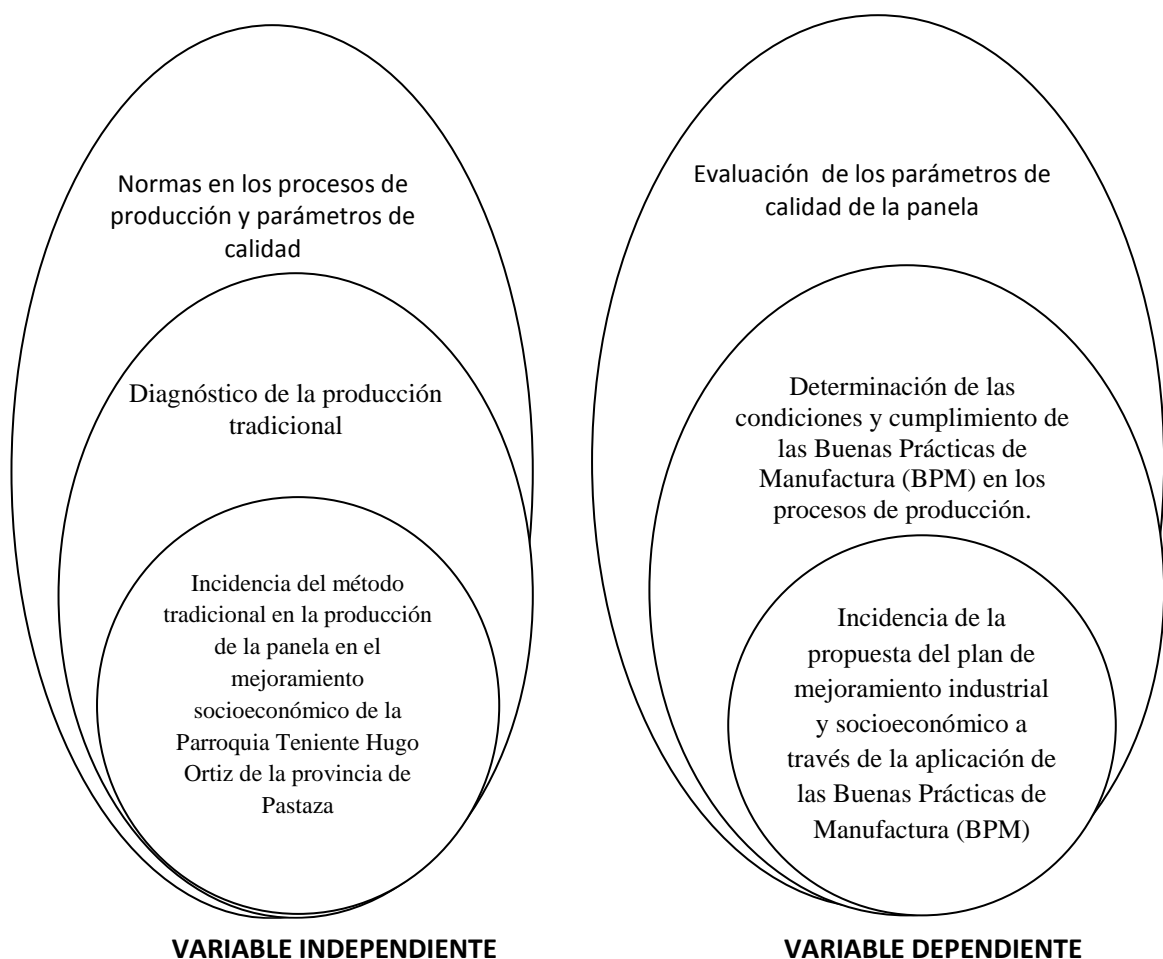 Normas en los procesos de
producción y parámetros de
calidad
Diagnóstico de la producción
tradicional
Incidencia del método
tradicional en la producción
de la panela en el
mejoramiento
socioeconómico de la
Parroquia Teniente Hugo
Ortiz de la provincia de
Pastaza
VARIABLE INDEPENDIENTE
Evaluación de los parámetros de
calidad de la panela
Determinación de las
condiciones y cumplimiento de
las Buenas Prácticas de
Manufactura (BPM) en los
procesos de producción.
Incidencia de la
propuesta del plan de
mejoramiento industrial
y socioeconómico a
través de la aplicación de
las Buenas Prácticas de
Manufactura (BPM)
VARIABLE DEPENDIENTE